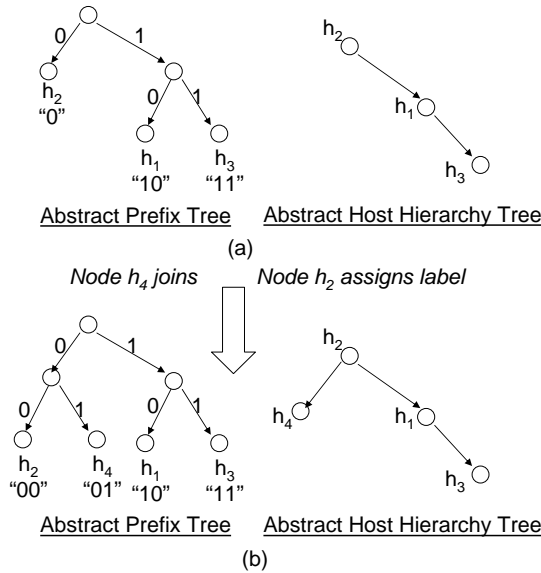 0 1
h2
h2
"0"
0 1
h1
h1 h3
"10" "11"
h3
Abstract Prefix Tree Abstract Host Hierarchy Tree
(a)
Node h4 joins Node h2 assigns label
0 1
h2
0 1 0 1
h4 h1
h2 h4 h1 h3
"00" "01" "10" "11"
h3
Abstract Prefix Tree Abstract Host Hierarchy Tree
(b)